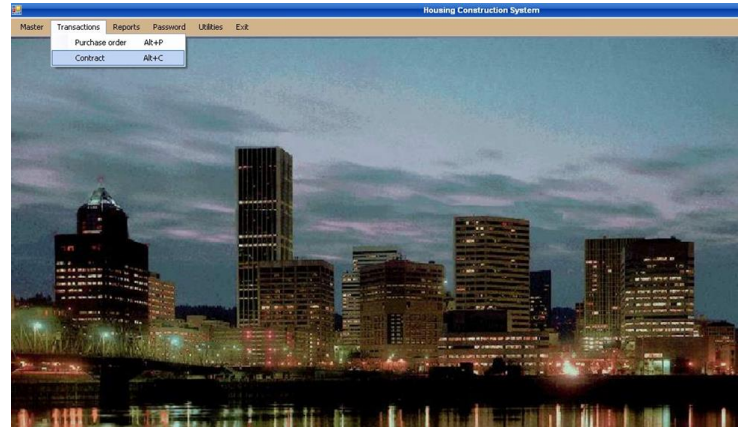 Housing Construction System
Master Transactions Reports Password Utilities Exit
Purchase order Alt+P
Contract Alt+C